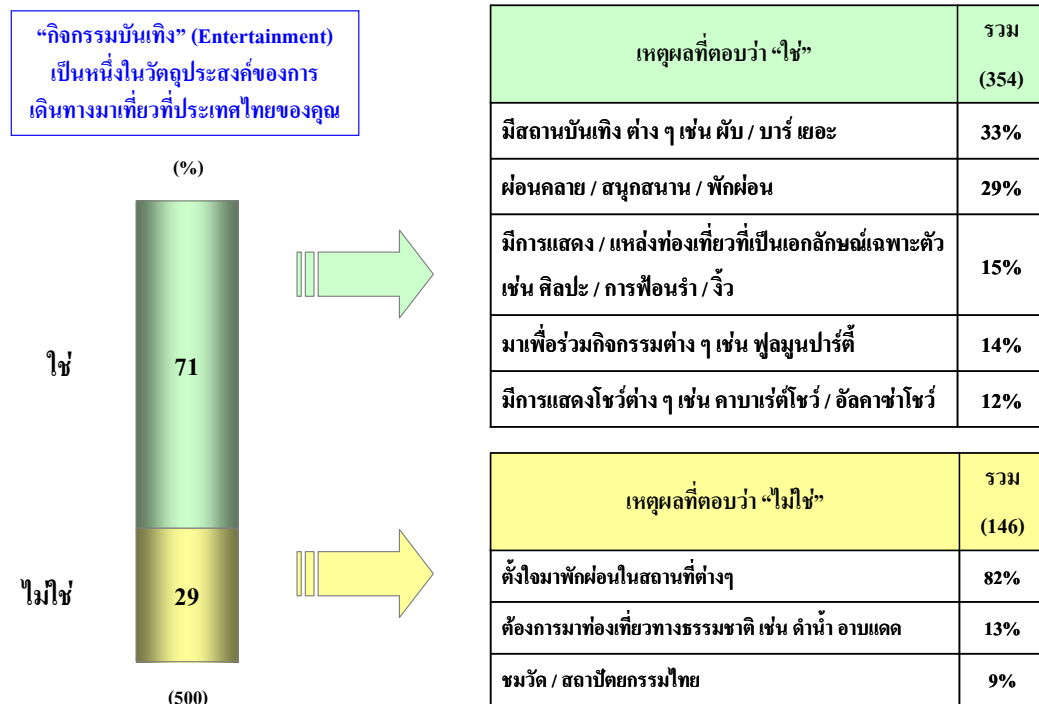 “กิจกรรมบันเทิง” (Entertainment)
เป็นหนึ่งในวัตถุประสงค์ของการ
เดินทางมาเที่ยวที่ประเทศไทยของคุณ
(%)
ใช่
71
ไม่ใช่
29
(500)
เหตุผลที่ตอบว่า “ใช่”
รวม
(354)
มีสถานบันเทิง ต่าง ๆ เช่น ผับ / บาร์ เยอะ
33%
ผ่อนคลาย / สนุกสนาน / พักผ่อน
29%
มีการแสดง / แหล่งท่องเที่ยวที่เป็นเอกลักษณ์เฉพาะตัว
เช่น ศิลปะ / การฟ้อนรำ / งิ้ว
15%
มาเพื่อร่วมกิจกรรมต่าง ๆ เช่น ฟูลมูนปาร์ตี้
14%
มีการแสดงโชว์ต่าง ๆ เช่น คาบาเร่ต์โชว์ / อัลคาซ่าโชว์
12%
เหตุผลที่ตอบว่า “ไม่ใช่”
รวม
(146)
ตั้งใจมาพักผ่อนในสถานที่ต่างๆ
82%
ต้องการมาท่องเที่ยวทางธรรมชาติ เช่น ดำน้ำ อาบแดด
13%
ชมวัด / สถาปัตยกรรมไทย
9%